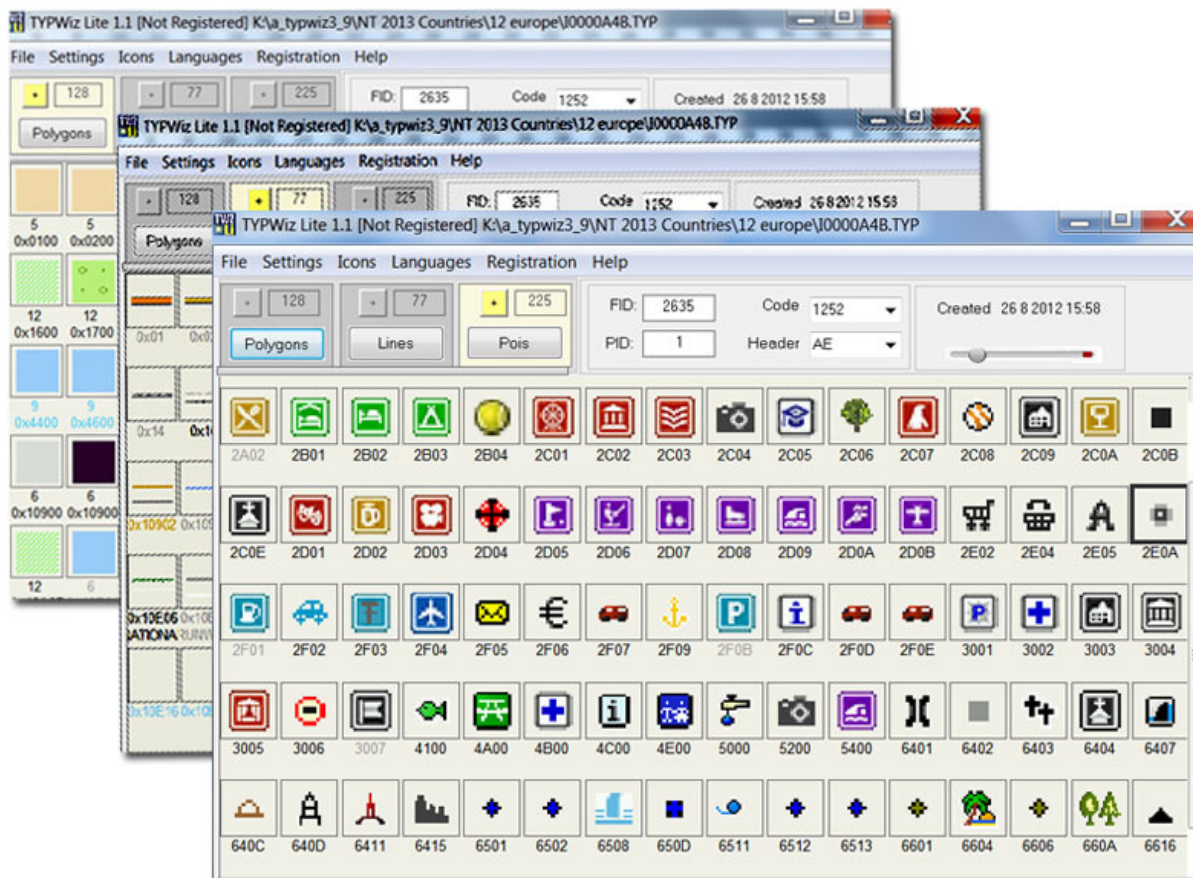 TYPWiz Lite 1.1 [Not Registered] K:\a_typwiz3_9\NT 2013 Countries\12 europe\I0000A4B.TYP
File Settings Icons Languages Registration Help
128 77 225 FID: 2635 Code 1252 Created 26 8 2012 15:58
Polygons
5 5
0x0100 0x0200
12 12
0x1600 0x1700
9 9
0x4400 0x4600
6 6
0x10900 0x10900
12 6
TYPWiz Lite 1.1 [Not Registered] K:\a_typwiz3_9\NT 2013 Countries\12 europe\I0000A4B.TYP
File Settings Icons Languages Registration Help
128 77 225 FID: 2635 Code 1252 Created 26 8 2012 15:58
Polygons
0x01
0x14
0x10902
0x10E06
0x10E16
TYPWiz Lite 1.1 [Not Registered] K:\a_typwiz3_9\NT 2013 Countries\12 europe\I0000A4B.TYP
File Settings Icons Languages Registration Help
128 77 225 FID: 2635 Code 1252 Created 26 8 2012 15:58
Polygons Lines Pois PID: 1 Header AE
2A02 2B01 2B02 2B03 2B04 2C01 2C02 2C03 2C04 2C05 2C06 2C07 2C08 2C09 2C0A 2C0B
2C0E 2D01 2D02 2D03 2D04 2D05 2D06 2D07 2D08 2D09 2D0A 2D0B 2E02 2E04 2E05 2E0A
2F01 2F02 2F03 2F04 2F05 2F06 2F07 2F09 2F0B 2F0C 2F0D 2F0E 3001 3002 3003 3004
3005 3006 3007 4100 4A00 4B00 4C00 4E00 5000 5200 5400 6401 6402 6403 6404 6407
640C 640D 6411 6415 6501 6502 6508 650D 6511 6512 6513 6601 6604 6606 660A 6616